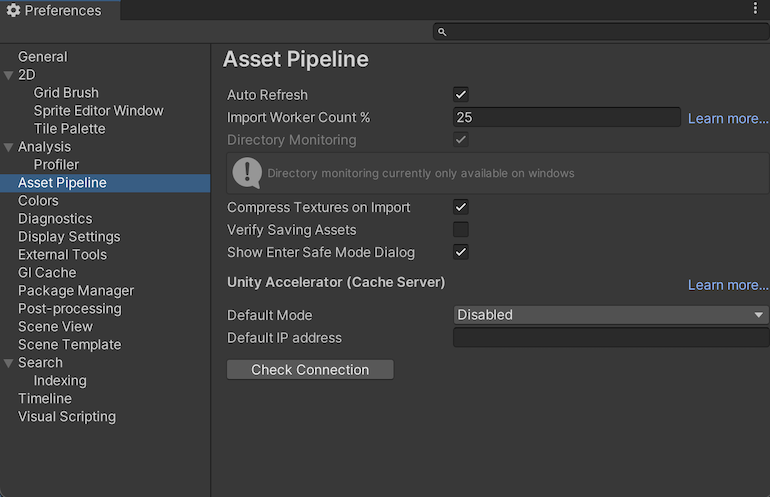 Preferences
General
2D
Grid Brush
Sprite Editor Window
Tile Palette
Analysis
Profiler
Asset Pipeline
Colors
Diagnostics
Display Settings
External Tools
GI Cache
Package Manager
Post-processing
Scene View
Scene Template
Search
Indexing
Timeline
Visual Scripting
Asset Pipeline
Auto Refresh
Import Worker Count % 25 Learn more...
Directory Monitoring
Directory monitoring currently only available on windows
Compress Textures on Import
Verify Saving Assets
Show Enter Safe Mode Dialog
Unity Accelerator (Cache Server) Learn more...
Default Mode Disabled
Default IP address
Check Connection